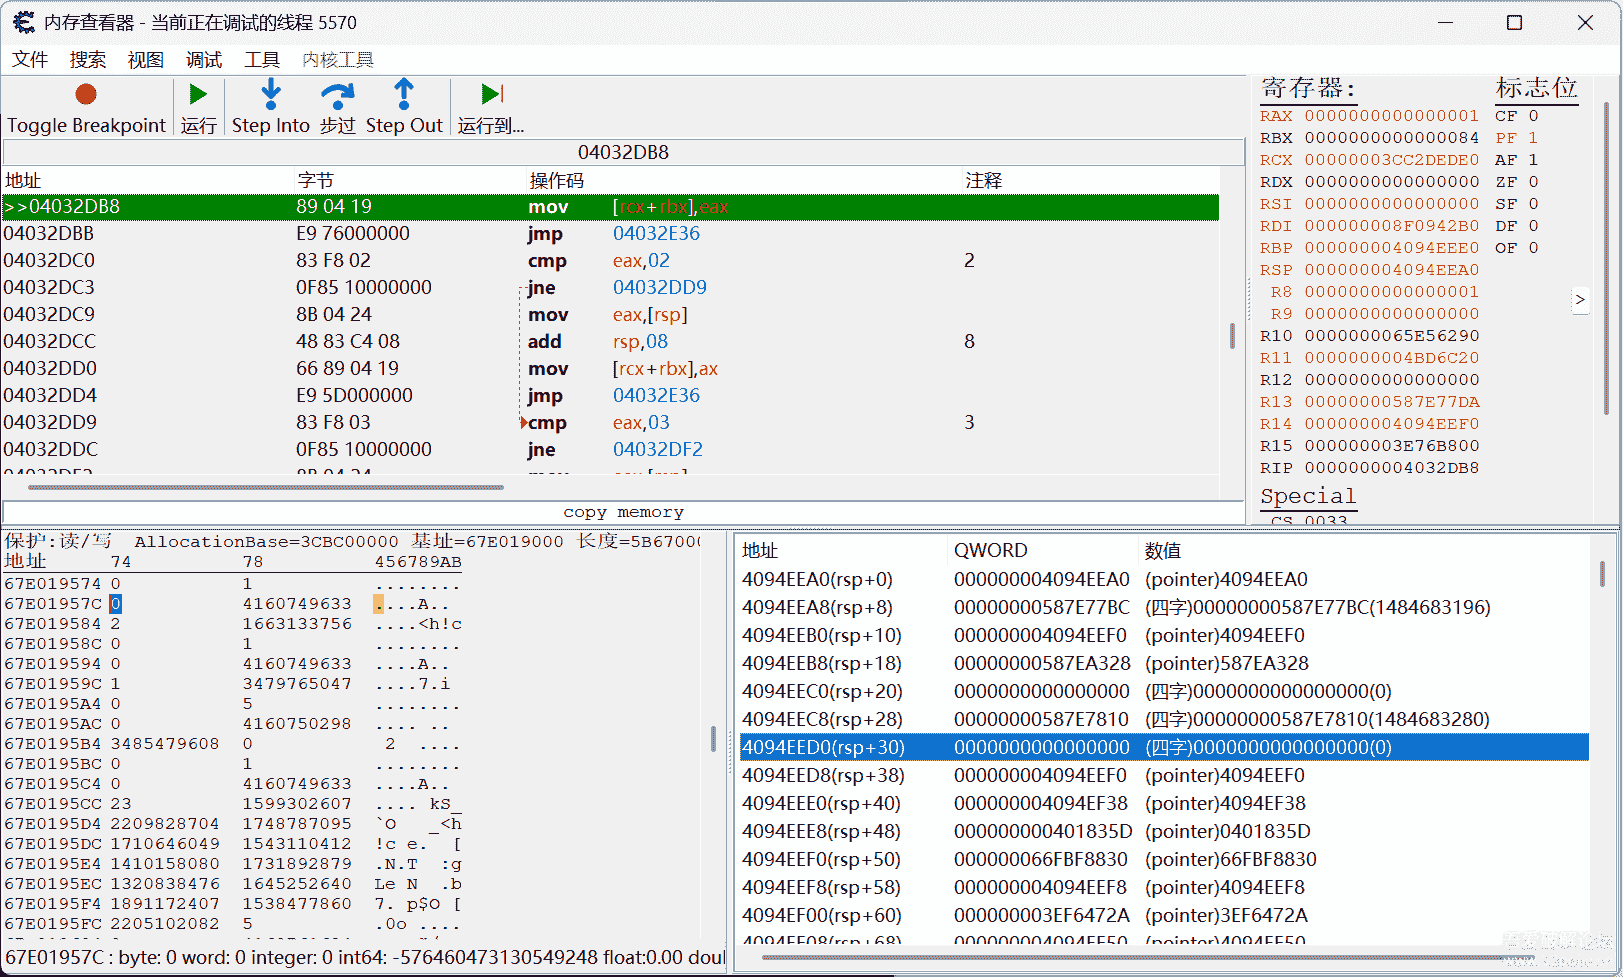 内存查看器 - 当前正在调试的线程 5570
文件 搜索 视图 调试 工具 内核工具
Toggle Breakpoint 运行 Step Into 步过 Step Out 运行到...
04032DB8
地址 字节 操作码 注释
>>04032DB8 89 04 19 mov [rcx+rbx],eax
04032DBB E9 76000000 jmp 04032E36
04032DC0 83 F8 02 cmp eax,02 2
04032DC3 0F85 10000000 jne 04032DD9
04032DC9 8B 04 24 mov eax,[rsp]
04032DCC 48 83 C4 08 add rsp,08 8
04032DD0 66 89 04 19 mov [rcx+rbx],ax
04032DD4 E9 5D000000 jmp 04032E36
04032DD9 83 F8 03 cmp eax,03 3
04032DDC 0F85 10000000 jne 04032DF2
copy memory
寄存器: 标志位
RAX 0000000000000001 CF 0
RBX 0000000000000084 PF 1
RCX 00000003CC2DEDE0 AF 1
RDX 0000000000000000 ZF 0
RSI 0000000000000000 SF 0
RDI 000000008F0942B0 DF 0
RBP 000000004094EEE0 OF 0
RSP 000000004094EEA0
R8 0000000000000001
R9 0000000000000000
R10 0000000065E56290
R11 0000000004BD6C20
R12 0000000000000000
R13 00000000587E77DA
R14 000000004094EEF0
R15 000000003E76B800
RIP 0000000004032DB8
>
Special
CS 0033
保护:读/写 AllocationBase=3CBC00000 基址=67E019000 长度=5B67000
地址 74 78 456789AB
67E019574 0 1 ........
67E01957C 0 4160749633 ....A..
67E019584 2 1663133756 ....<h!c
67E01958C 0 1 ........
67E019594 0 4160749633 ....A..
67E01959C 1 3479765047 ....7.i
67E0195A4 0 5 ........
67E0195AC 0 4160750298 .... ..
67E0195B4 3485479608 0 2 ....
67E0195BC 0 1 ........
67E0195C4 0 4160749633 ....A..
67E0195CC 23 1599302607 .... kS_
67E0195D4 2209828704 1748787095 `O _<h
67E0195DC 1710646049 1543110412 !ce. [
67E0195E4 1410158080 1731892879 .N.T :g
67E0195EC 1320838476 1645252640 Le N .b
67E0195F4 1891172407 1538477860 7. p$O [
67E0195FC 2205102082 5 .0o ....
67E01957C : byte: 0 word: 0 integer: 0 int64: -576460473130549248 float:0.00 doul
地址 QWORD 数值
4094EEA0(rsp+0) 000000004094EEA0 (pointer)4094EEA0
4094EEA8(rsp+8) 00000000587E77BC (四字)00000000587E77BC(1484683196)
4094EEB0(rsp+10) 000000004094EEF0 (pointer)4094EEF0
4094EEB8(rsp+18) 00000000587EA328 (pointer)587EA328
4094EEC0(rsp+20) 0000000000000000 (四字)0000000000000000(0)
4094EEC8(rsp+28) 00000000587E7810 (四字)00000000587E7810(1484683280)
4094EED0(rsp+30) 0000000000000000 (四字)0000000000000000(0)
4094EED8(rsp+38) 000000004094EEF0 (pointer)4094EEF0
4094EEE0(rsp+40) 000000004094EF38 (pointer)4094EF38
4094EEE8(rsp+48) 000000000401835D (pointer)0401835D
4094EEF0(rsp+50) 000000066FBF8830 (pointer)66FBF8830
4094EEF8(rsp+58) 000000004094EEF8 (pointer)4094EEF8
4094EF00(rsp+60) 000000003EF6472A (pointer)3EF6472A
4094EF08(rsp+68) 000000004094EF50 (pointer)4094EF50